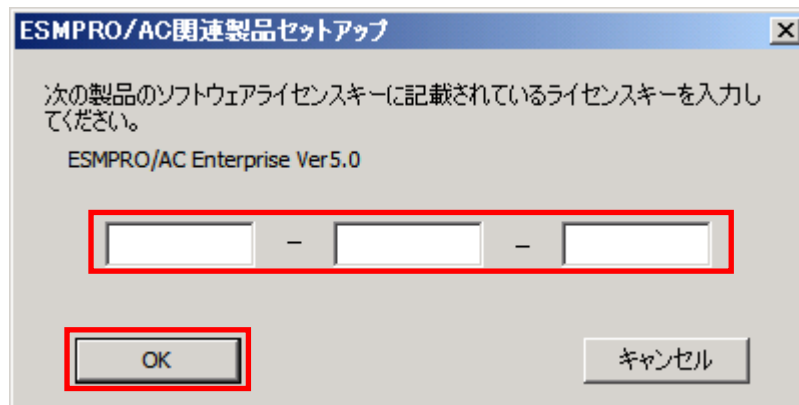 ESMPRO/AC関連製品セットアップ
次の製品のソフトウェアライセンスキーに記載されているライセンスキーを入力し
てください。
ESMPRO/AC Enterprise Ver5.0
– –
OK キャンセル